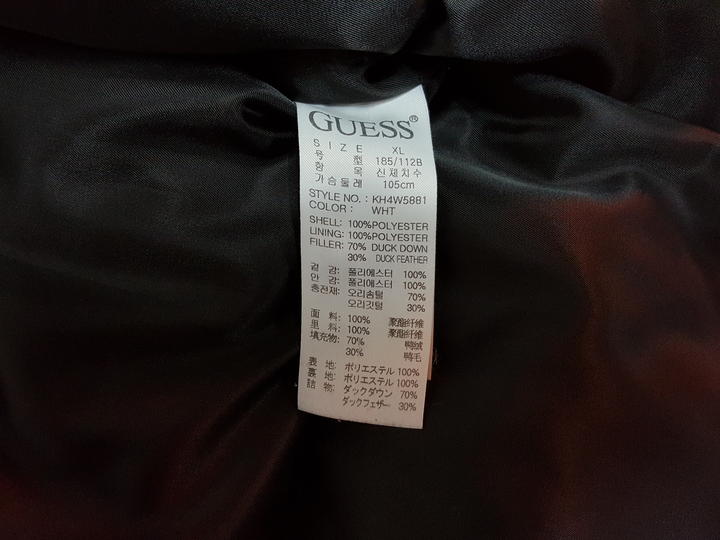 GUESS®
SIZE XL
号 型 185/112B
항 목 신체치수
가슴둘레 105cm
STYLE NO. : KH4W5881
COLOR : WHT
SHELL: 100%POLYESTER
LINING: 100%POLYESTER
FILLER: 70% DUCK DOWN
30% DUCK FEATHER
겉 감: 폴리에스터 100%
안 감: 폴리에스터 100%
충전재: 오리솜털 70%
오리깃털 30%
面 料: 100% 聚酯纤维
里 料: 100% 聚酯纤维
填充物: 70% 鸭绒
30% 鸭毛
表 地: ポリエステル 100%
裏 地: ポリエステル 100%
詰 物: ダックダウン 70%
ダックフェザー 30%